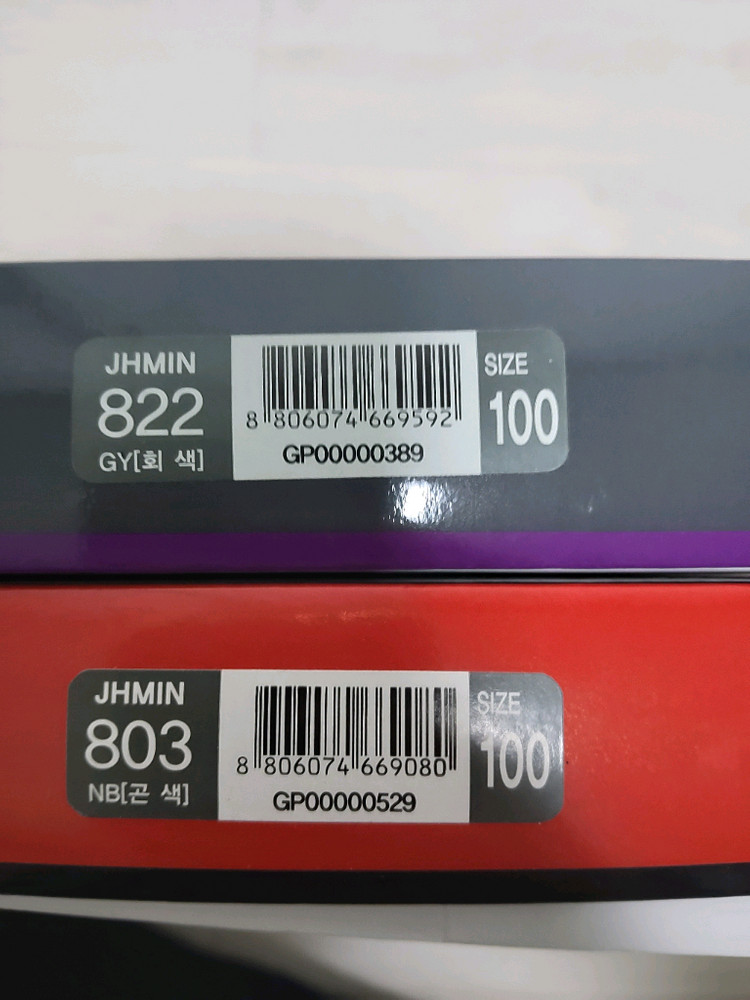 JHMIN
822
GY[회 색]
8 806074 669592
GP00000389
SIZE
100
JHMIN
803
NB[곤 색]
8 806074 669080
GP00000529
SIZE
100